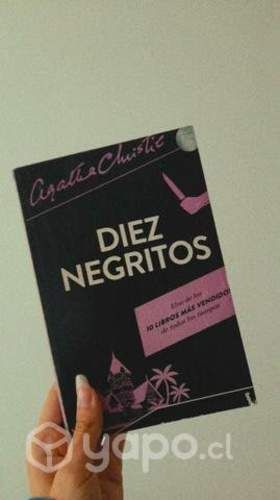 Agatha Christie
DIEZ
NEGRITOS
Uno de los
10 LIBROS MÁS VENDIDOS
de todos los tiempos
yapo.cl